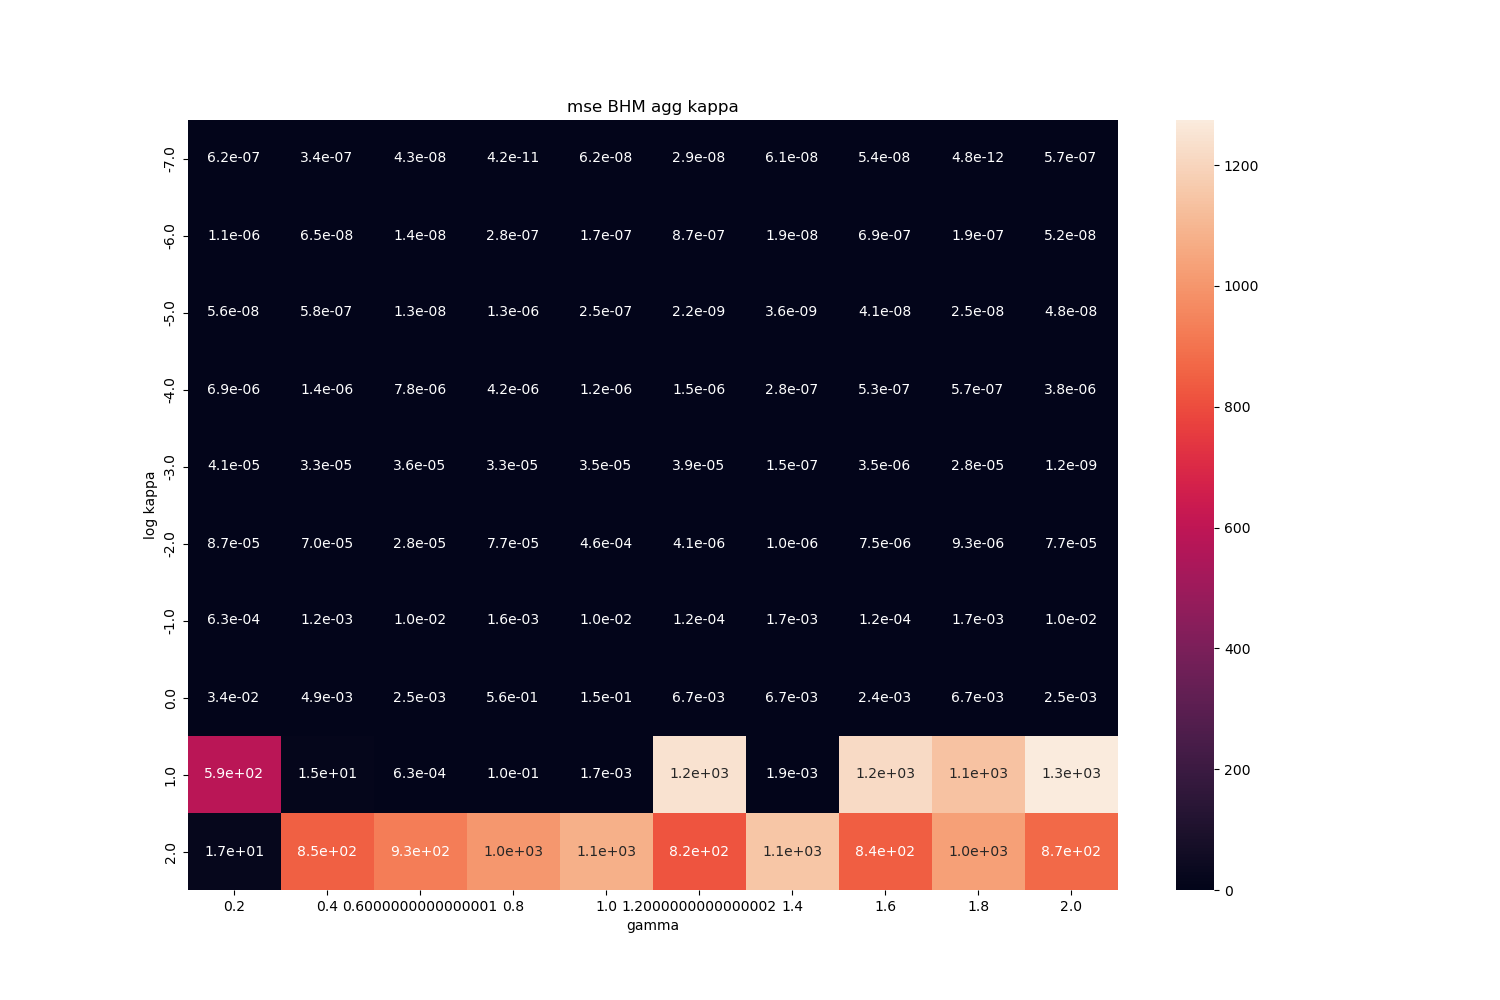 mse BHM agg kappa
-7.0 6.2e-07 3.4e-07 4.3e-08 4.2e-11 6.2e-08 2.9e-08 6.1e-08 5.4e-08 4.8e-12 5.7e-07
-6.0 1.1e-06 6.5e-08 1.4e-08 2.8e-07 1.7e-07 8.7e-07 1.9e-08 6.9e-07 1.9e-07 5.2e-08
-5.0 5.6e-08 5.8e-07 1.3e-08 1.3e-06 2.5e-07 2.2e-09 3.6e-09 4.1e-08 2.5e-08 4.8e-08
-4.0 6.9e-06 1.4e-06 7.8e-06 4.2e-06 1.2e-06 1.5e-06 2.8e-07 5.3e-07 5.7e-07 3.8e-06
-3.0 4.1e-05 3.3e-05 3.6e-05 3.3e-05 3.5e-05 3.9e-05 1.5e-07 3.5e-06 2.8e-05 1.2e-09
log kappa
-2.0 8.7e-05 7.0e-05 2.8e-05 7.7e-05 4.6e-04 4.1e-06 1.0e-06 7.5e-06 9.3e-06 7.7e-05
-1.0 6.3e-04 1.2e-03 1.0e-02 1.6e-03 1.0e-02 1.2e-04 1.7e-03 1.2e-04 1.7e-03 1.0e-02
0.0 3.4e-02 4.9e-03 2.5e-03 5.6e-01 1.5e-01 6.7e-03 6.7e-03 2.4e-03 6.7e-03 2.5e-03
1.0 5.9e+02 1.5e+01 6.3e-04 1.0e-01 1.7e-03 1.2e+03 1.9e-03 1.2e+03 1.1e+03 1.3e+03
2.0 1.7e+01 8.5e+02 9.3e+02 1.0e+03 1.1e+03 8.2e+02 1.1e+03 8.4e+02 1.0e+03 8.7e+02
0.2 0.4 0.6000000000000001 0.8 1.0 1.2000000000000002 1.4 1.6 1.8 2.0
gamma
1200
1000
800
600
400
200
0